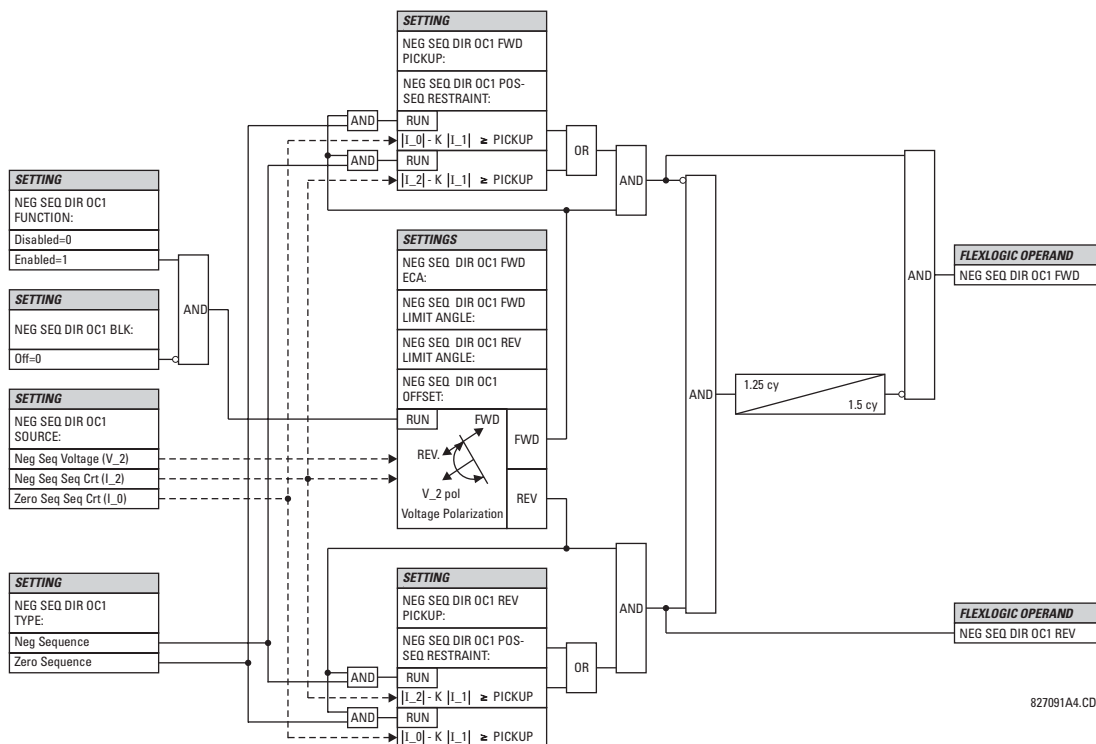 SETTING
NEG SEQ DIR OC1 FWD
PICKUP:
NEG SEQ DIR OC1 POS-
SEQ RESTRAINT:
AND
RUN
|I_0| - K |I_1| ≥ PICKUP
AND
RUN
|I_2| - K |I_1| ≥ PICKUP
OR
AND
SETTING
NEG SEQ DIR OC1
FUNCTION:
Disabled=0
Enabled=1
SETTING
NEG SEQ DIR OC1 BLK:
Off=0
AND
SETTING
NEG SEQ DIR OC1
SOURCE:
Neg Seq Voltage (V_2)
Neg Seq Seq Crt (I_2)
Zero Seq Seq Crt (I_0)
SETTING
NEG SEQ DIR OC1
TYPE:
Neg Sequence
Zero Sequence
SETTINGS
NEG SEQ DIR OC1 FWD
ECA:
NEG SEQ DIR OC1 FWD
LIMIT ANGLE:
NEG SEQ DIR OC1 REV
LIMIT ANGLE:
NEG SEQ DIR OC1
OFFSET:
RUN
FWD
REV.
V_2 pol
Voltage Polarization
FWD
REV
SETTING
NEG SEQ DIR OC1 REV
PICKUP:
NEG SEQ DIR OC1 POS-
SEQ RESTRAINT:
AND
RUN
|I_2| - K |I_1| ≥ PICKUP
AND
RUN
|I_0| - K |I_1| ≥ PICKUP
OR
AND
AND
1.25 cy
1.5 cy
AND
FLEXLOGIC OPERAND
NEG SEQ DIR OC1 FWD
FLEXLOGIC OPERAND
NEG SEQ DIR OC1 REV
827091A4.CD